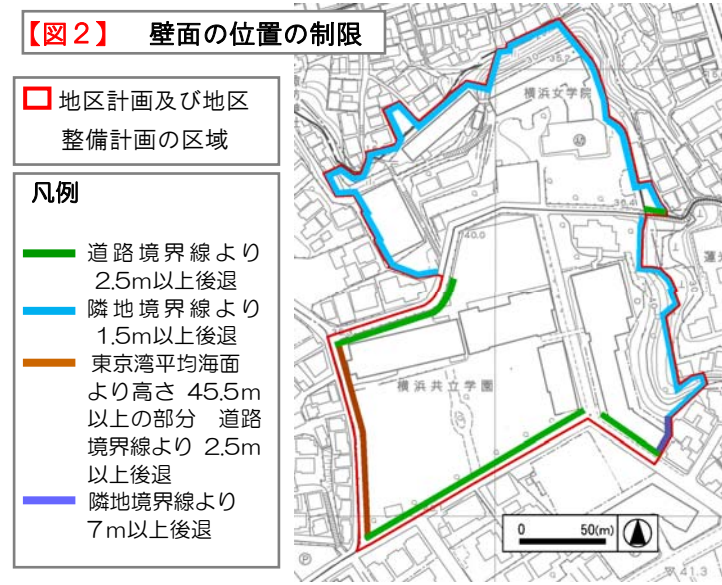 【図２】 壁面の位置の制限
地区計画及び地区
整備計画の区域
凡例
道路境界線より
2.5m以上後退
隣地境界線より
1.5m以上後退
東京湾平均海面
より高さ 45.5m
以上の部分 道路
境界線より 2.5m
以上後退
隣地境界線より
7m以上後退
横浜女学院
40.0
横浜共立学園
0 50(m)
41.3